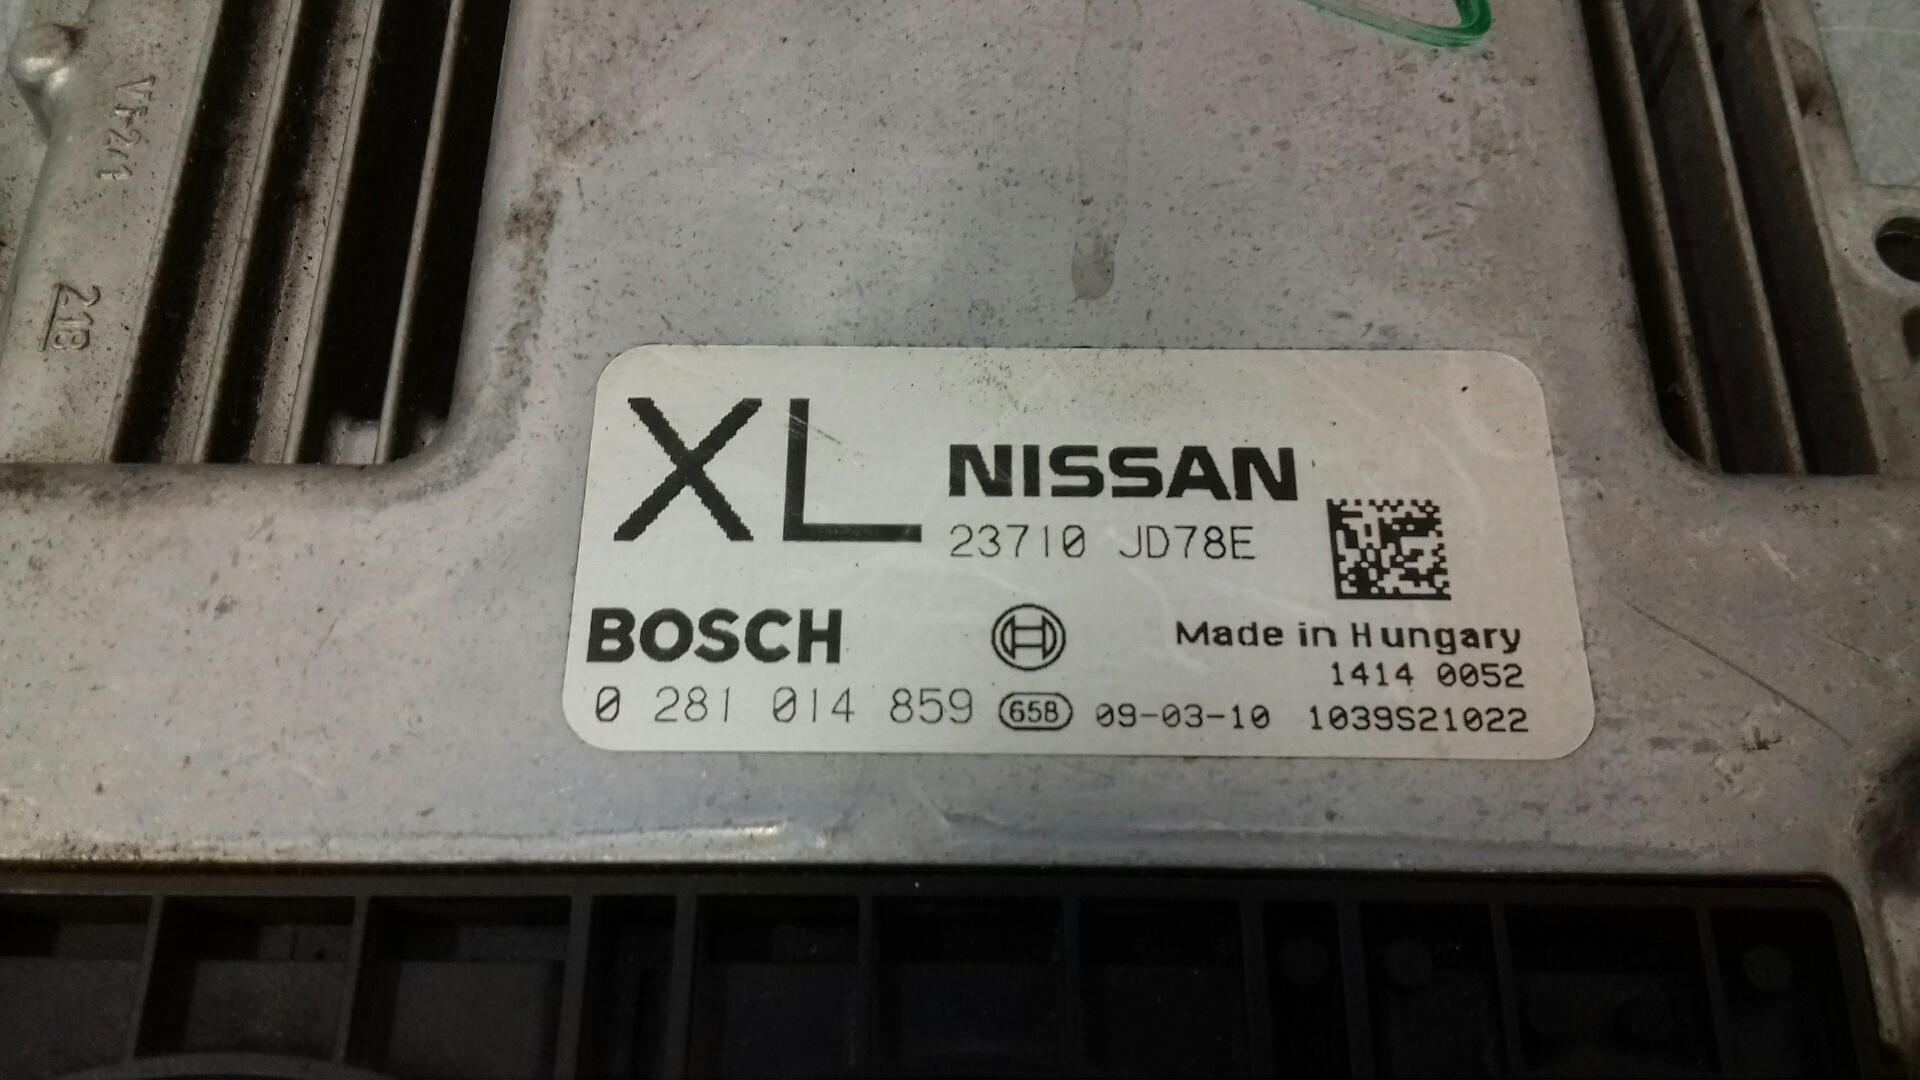 XL NISSAN
23710 JD78E
BOSCH
Made in Hungary
1414 0052
0 281 014 859 658 09-03-10 1039S21022
21B